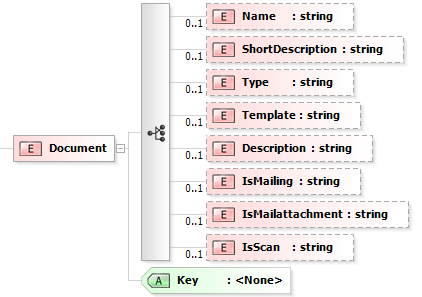 E Name : string
0..1
E ShortDescription : string
0..1
E Type : string
0..1
E Template : string
0..1
E Document
E Description : string
0..1
E IsMailing : string
0..1
E IsMailattachment : string
0..1
E IsScan : string
0..1
A Key : <None>